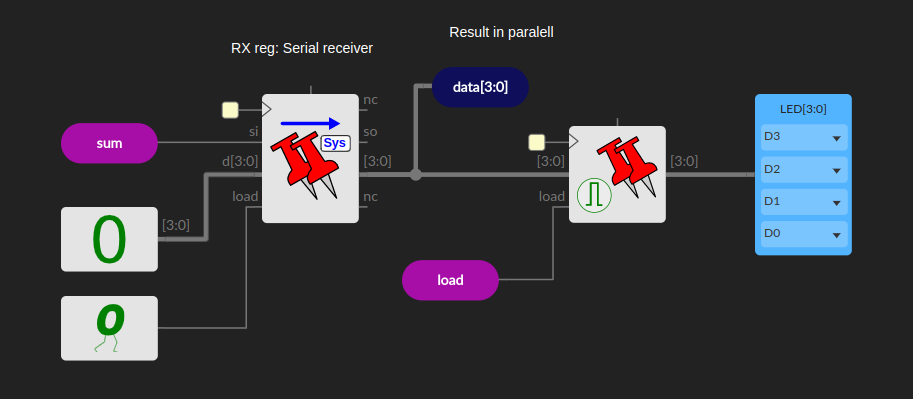 Result in paralell
RX reg: Serial receiver
data[3:0]
LED[3:0]
nc
si
Sys
so
sum
D3
d[3:0]
[3:0]
[3:0]
[3:0]
D2
load
nc
load
D1
[3:0]
0
D0
load
0